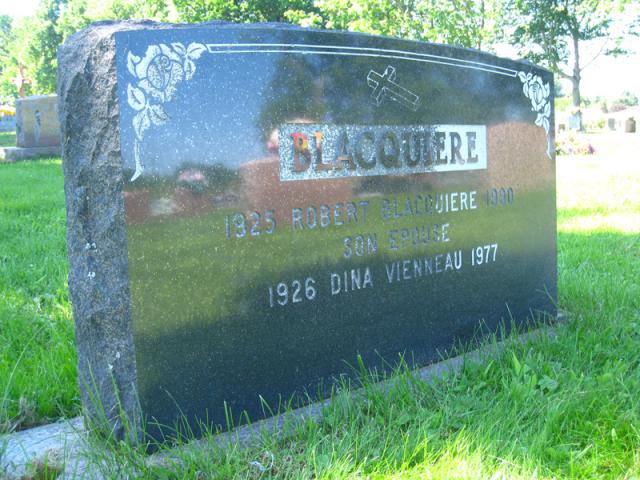 BLACQUIERE
1925 ROBERT BLACQUIERE 1990
SON EPOUSE
1926 DINA VIENNEAU 1977